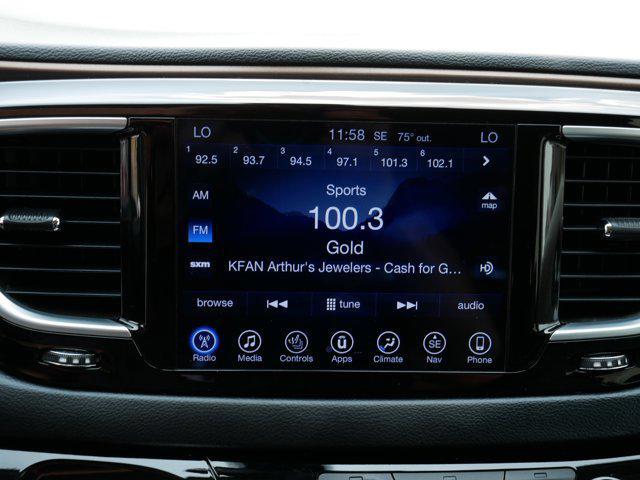 LO 11:58 SE 75° out. LO
1 92.5 2 93.7 3 94.5 4 97.1 5 101.3 6 102.1
AM Sports
100.3 map
FM Gold
sxm KFAN Arthur's Jewelers - Cash for G... HD
browse tune audio
SE
Radio Media Controls Apps Climate Nav Phone